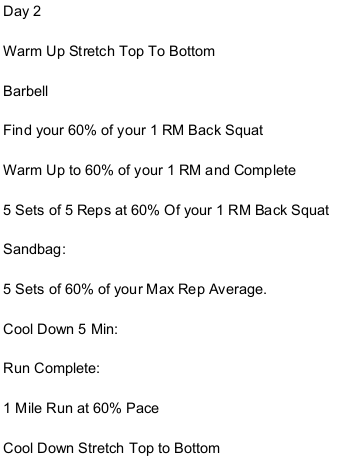 Day 2
Warm Up Stretch Top To Bottom
Barbell
Find your 60% of your 1 RM Back Squat
Warm Up to 60% of your 1 RM and Complete
5 Sets of 5 Reps at 60% Of your 1 RM Back Squat
Sandbag:
5 Sets of 60% of your Max Rep Average.
Cool Down 5 Min:
Run Complete:
1 Mile Run at 60% Pace
Cool Down Stretch Top to Bottom